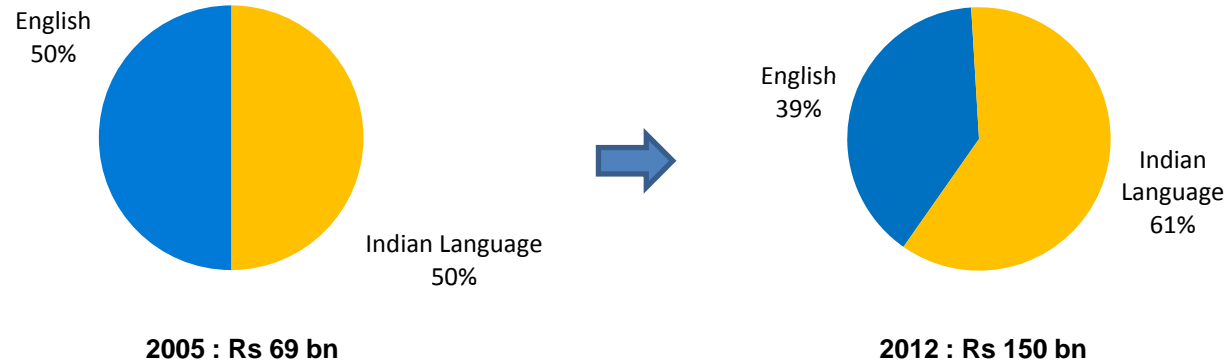 English
50%
Indian Language
50%
2005 : Rs 69 bn
English
39%
Indian
Language
61%
2012 : Rs 150 bn